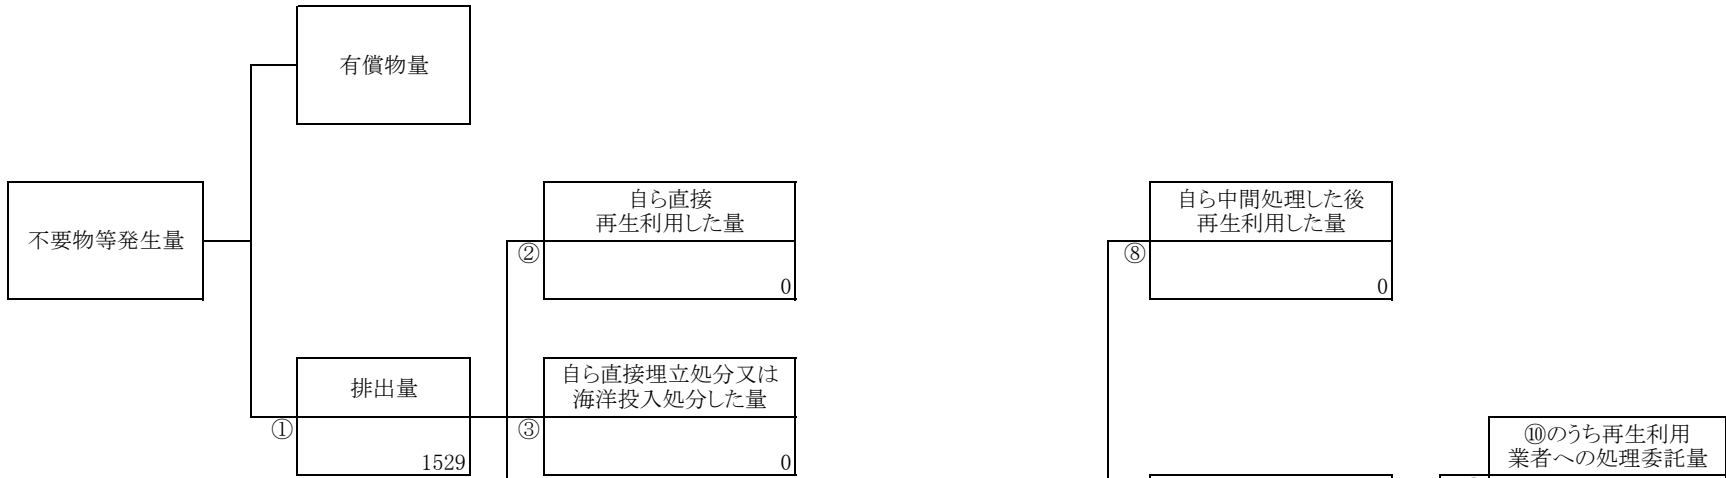 有償物量
不要物等発生量
自ら直接
再生利用した量
②
0
自ら中間処理した後
再生利用した量
⑧
0
排出量
①
1529
自ら直接埋立処分又は
海洋投入処分した量
③
0
⑩のうち再生利用
業者への処理委託量